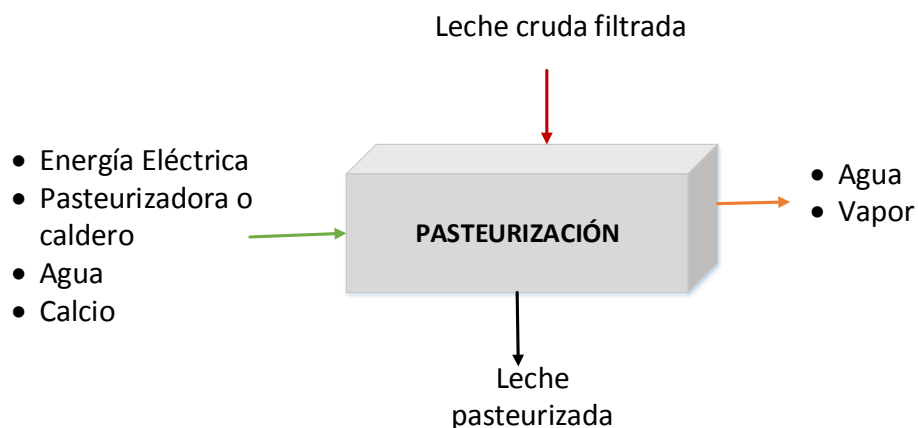 Leche cruda filtrada
• Energía Eléctrica
• Pasteurizadora o
caldero
• Agua
• Calcio
PASTEURIZACIÓN
• Agua
• Vapor
Leche
pasteurizada